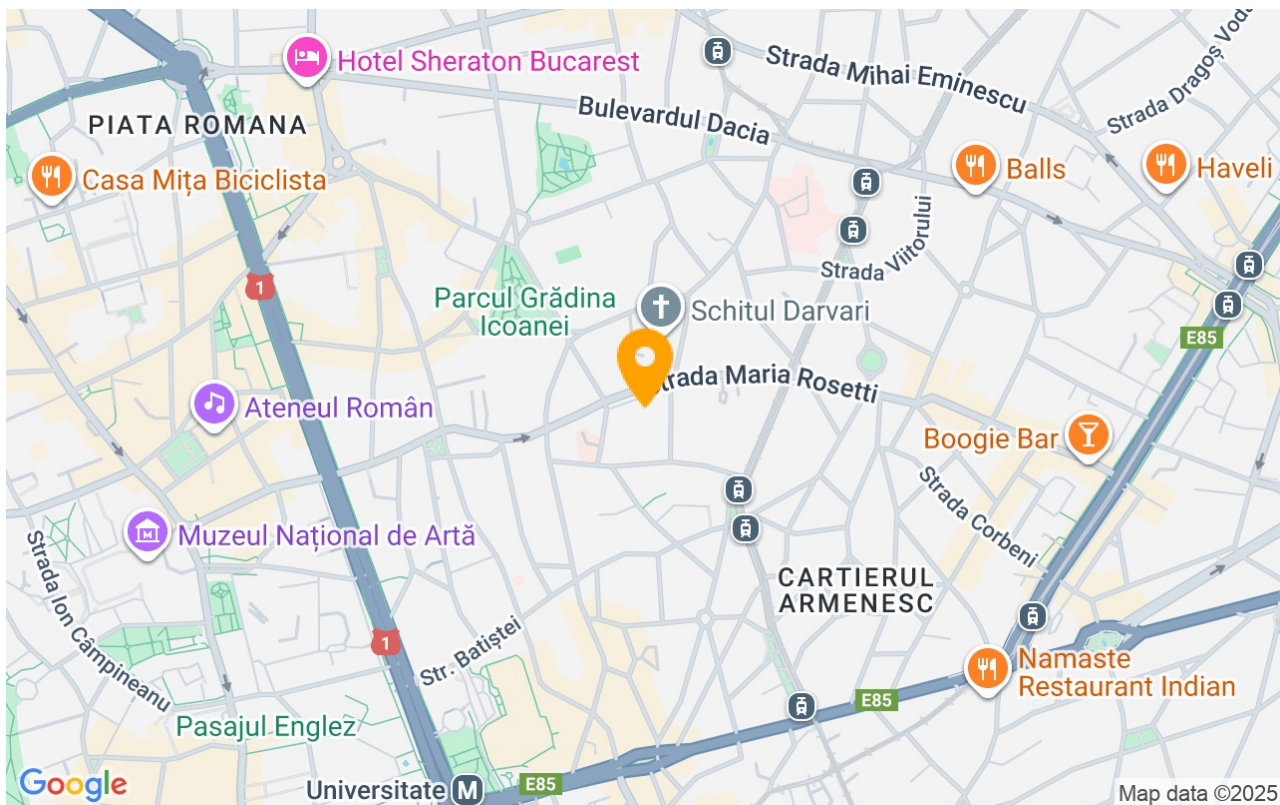 Hotel Sheraton Bucarest
Strada Mihai Eminescu
Strada Dragoș Vodă
Bulevardul Dacia
PIATA ROMANA
Casa Mița Biciclista
Balls
Haveli
Strada Viitorului
1
Parcul Grădina
Icoanei
Schitul Darvari
E85
Strada Maria Rosetti
Ateneul Român
Boogie Bar
Strada Corbeni
M
Muzeul Național de Artă
Strada Ion Câmpineanu
CARTIERUL
ARMENESC
1
Str. Batiștei
Namaste
Restaurant Indian
E85
Pasajul Englez
Google
Universitate M
E85
Map data ©2025